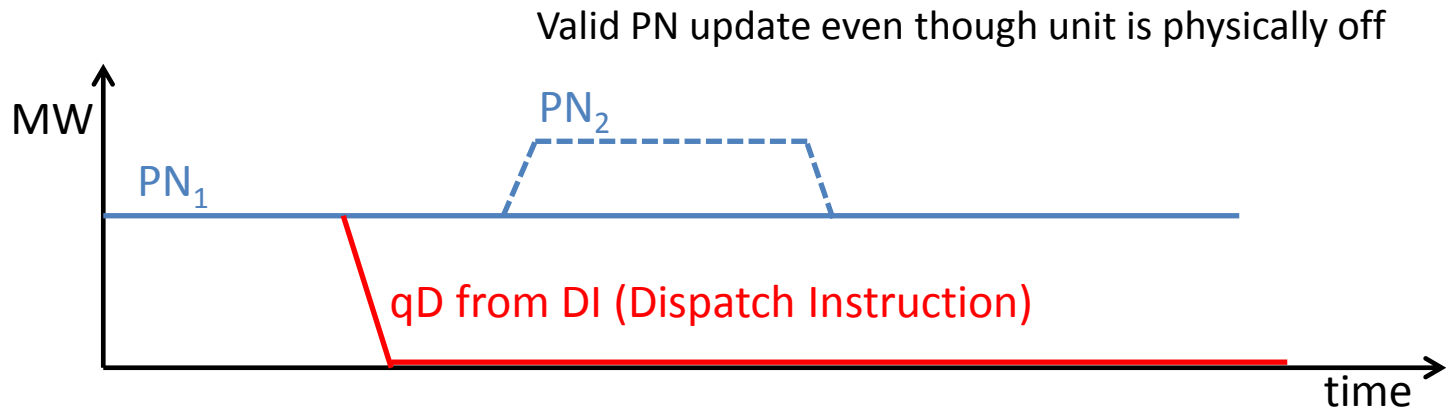 Valid PN update even though unit is physically off
MW
PN₂
PN₁
qD from DI (Dispatch Instruction)
time